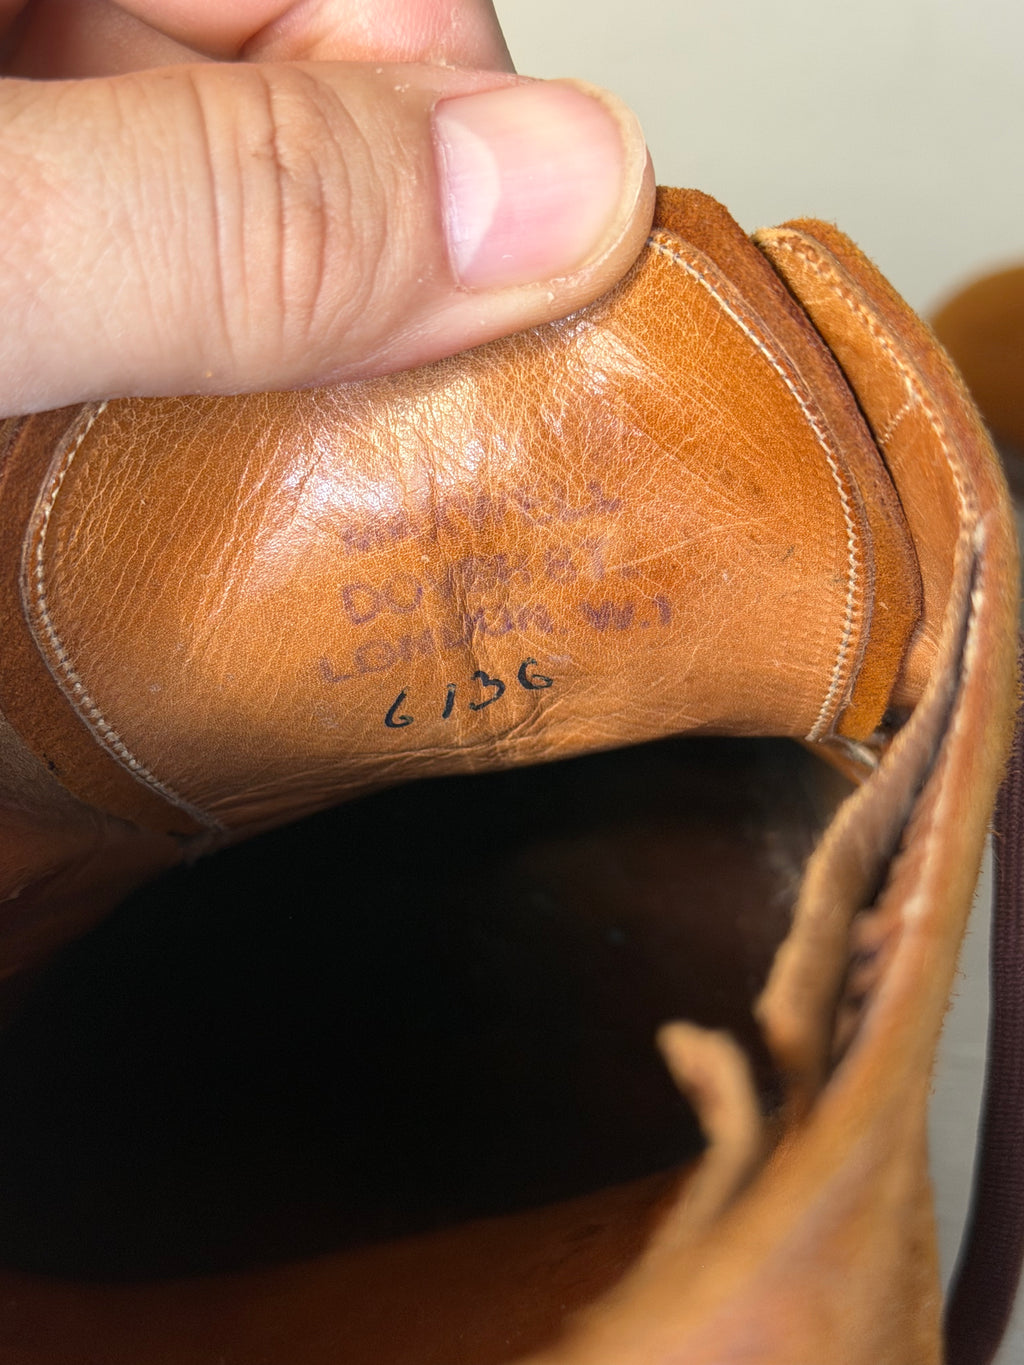 DOVER ST.
LONDON. W.1
6136